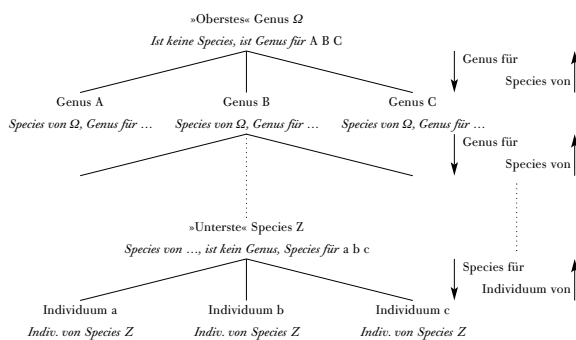 »Oberstes« Genus Ω
Ist keine Species, ist Genus für A B C
Genus für
Species von
Genus A Genus B Genus C
Species von Ω, Genus für … Species von Ω, Genus für … Species von Ω, Genus für …
Genus für
Species von
»Unterste« Species Z
Species von …, ist kein Genus, Species für a b c
Species für
Individuum von
Individuum a Individuum b Individuum c
Indiv. von Species Z Indiv. von Species Z Indiv. von Species Z